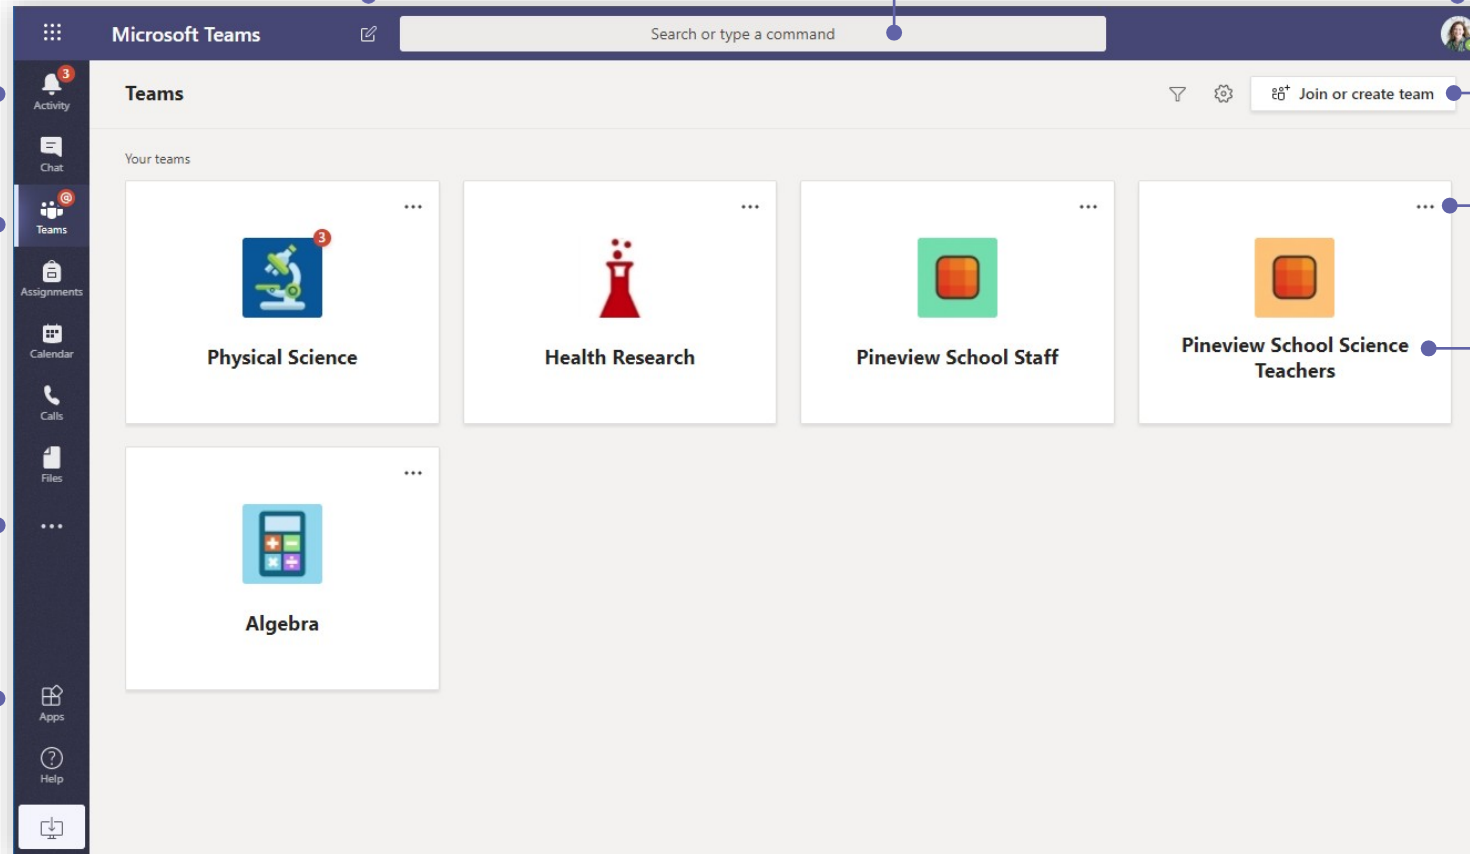 Microsoft Teams
Search or type a command
3
Activity
Chat
@
Teams
Assignments
Calendar
Calls
Files
Apps
Help
Teams
Join or create team
Your teams
3
Physical Science
Health Research
Pineview School Staff
Pineview School Science
Teachers
Algebra